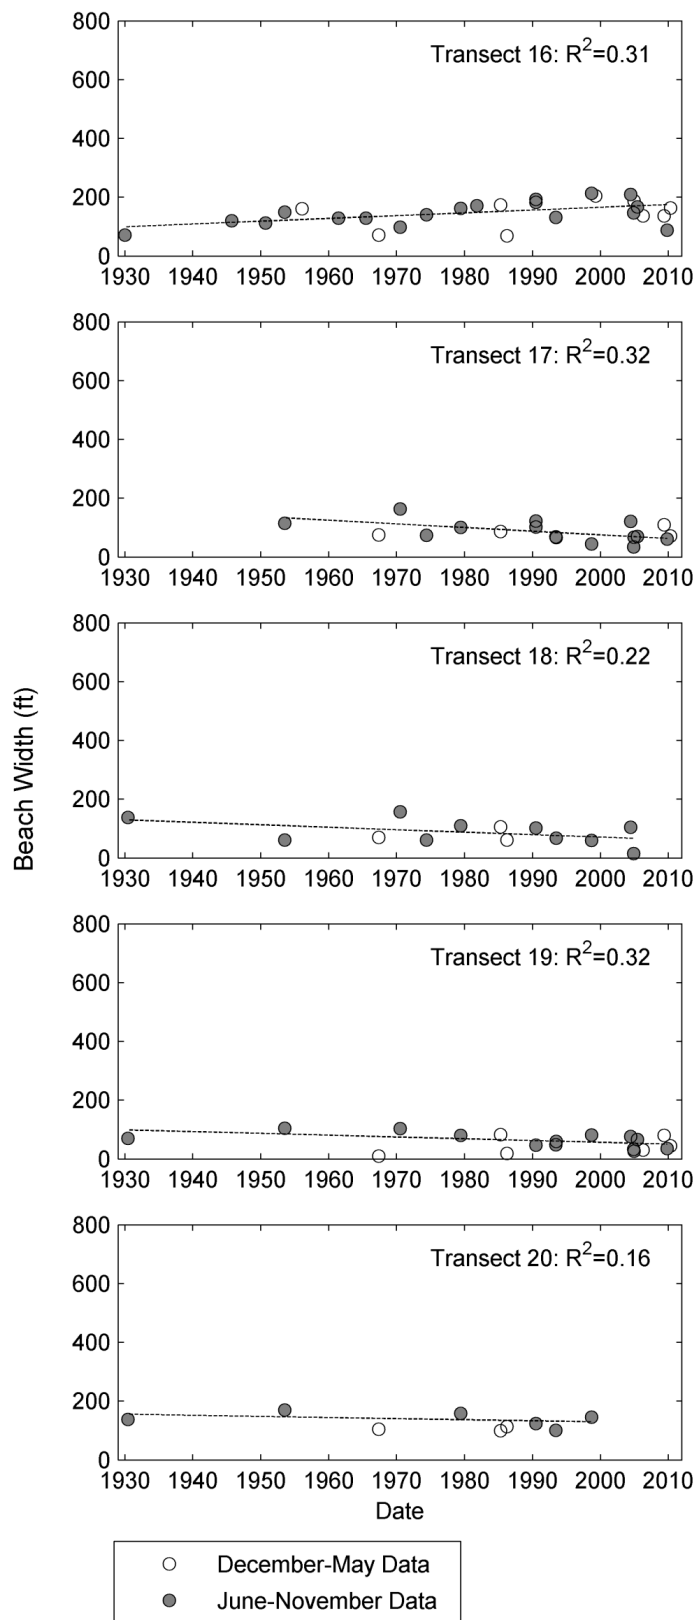 800
Transect 16: R²=0.31
600
400
200
0
1930 1940 1950 1960 1970 1980 1990 2000 2010
800
Transect 17: R²=0.32
600
400
200
0
1930 1940 1950 1960 1970 1980 1990 2000 2010
800
Transect 18: R²=0.22
600
400
200
0
1930 1940 1950 1960 1970 1980 1990 2000 2010
Beach Width (ft)
800
Transect 19: R²=0.32
600
400
200
0
1930 1940 1950 1960 1970 1980 1990 2000 2010
800
Transect 20: R²=0.16
600
400
200
0
1930 1940 1950 1960 1970 1980 1990 2000 2010
Date
December-May Data
June-November Data